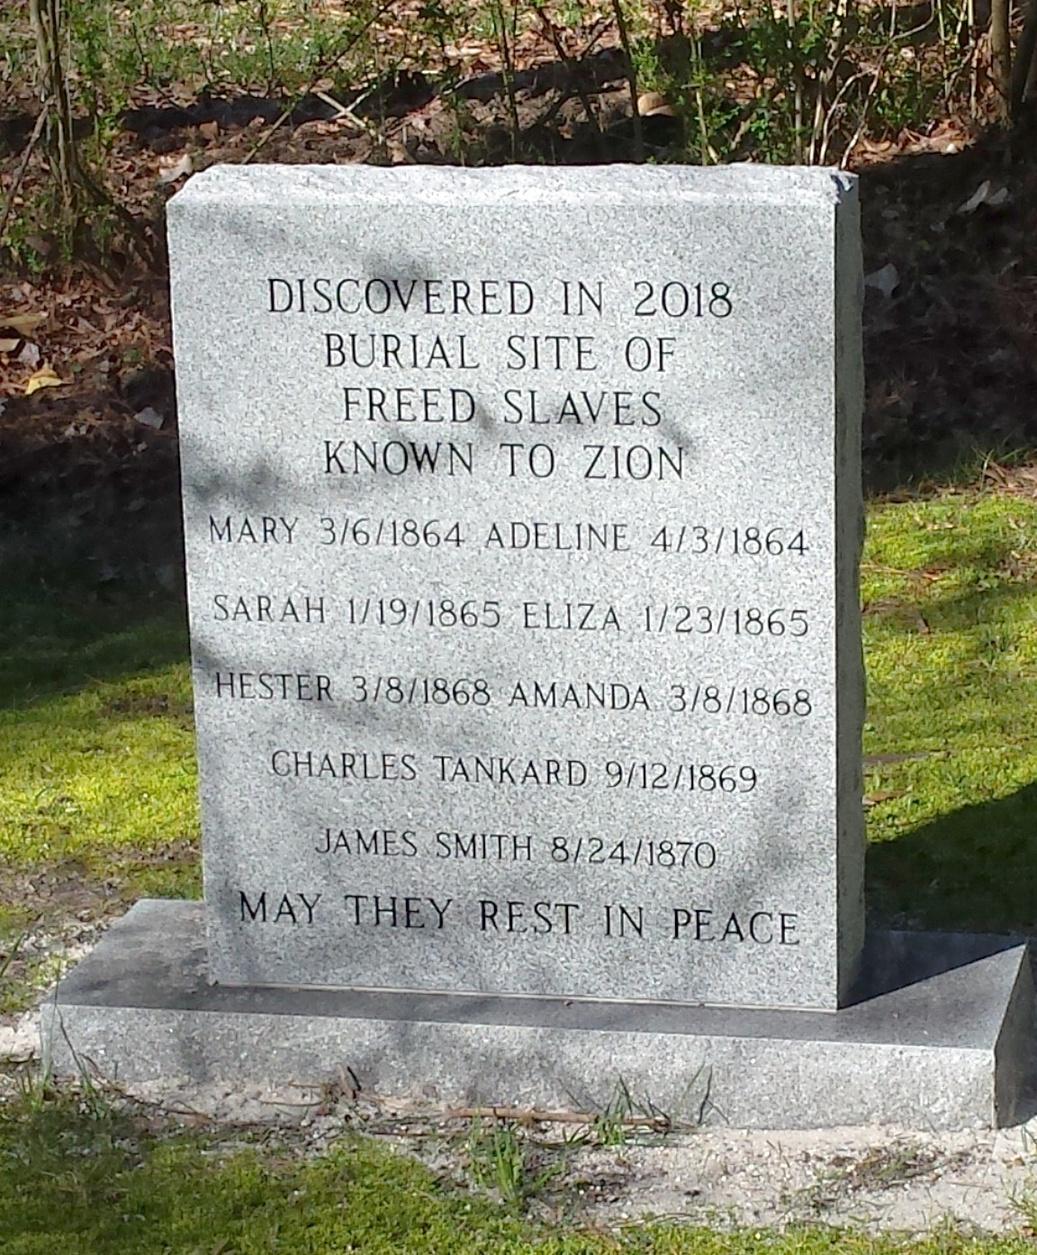 DISCOVERED IN 2018
BURIAL SITE OF
FREED SLAVES
KNOWN TO ZION
MARY 3/6/1864 ADELINE 4/3/1864
SARAH 1/19/1865 ELIZA 1/23/1865
HESTER 3/8/1868 AMANDA 3/8/1868
CHARLES TANKARD 9/12/1869
JAMES SMITH 8/24/1870
MAY THEY REST IN PEACE